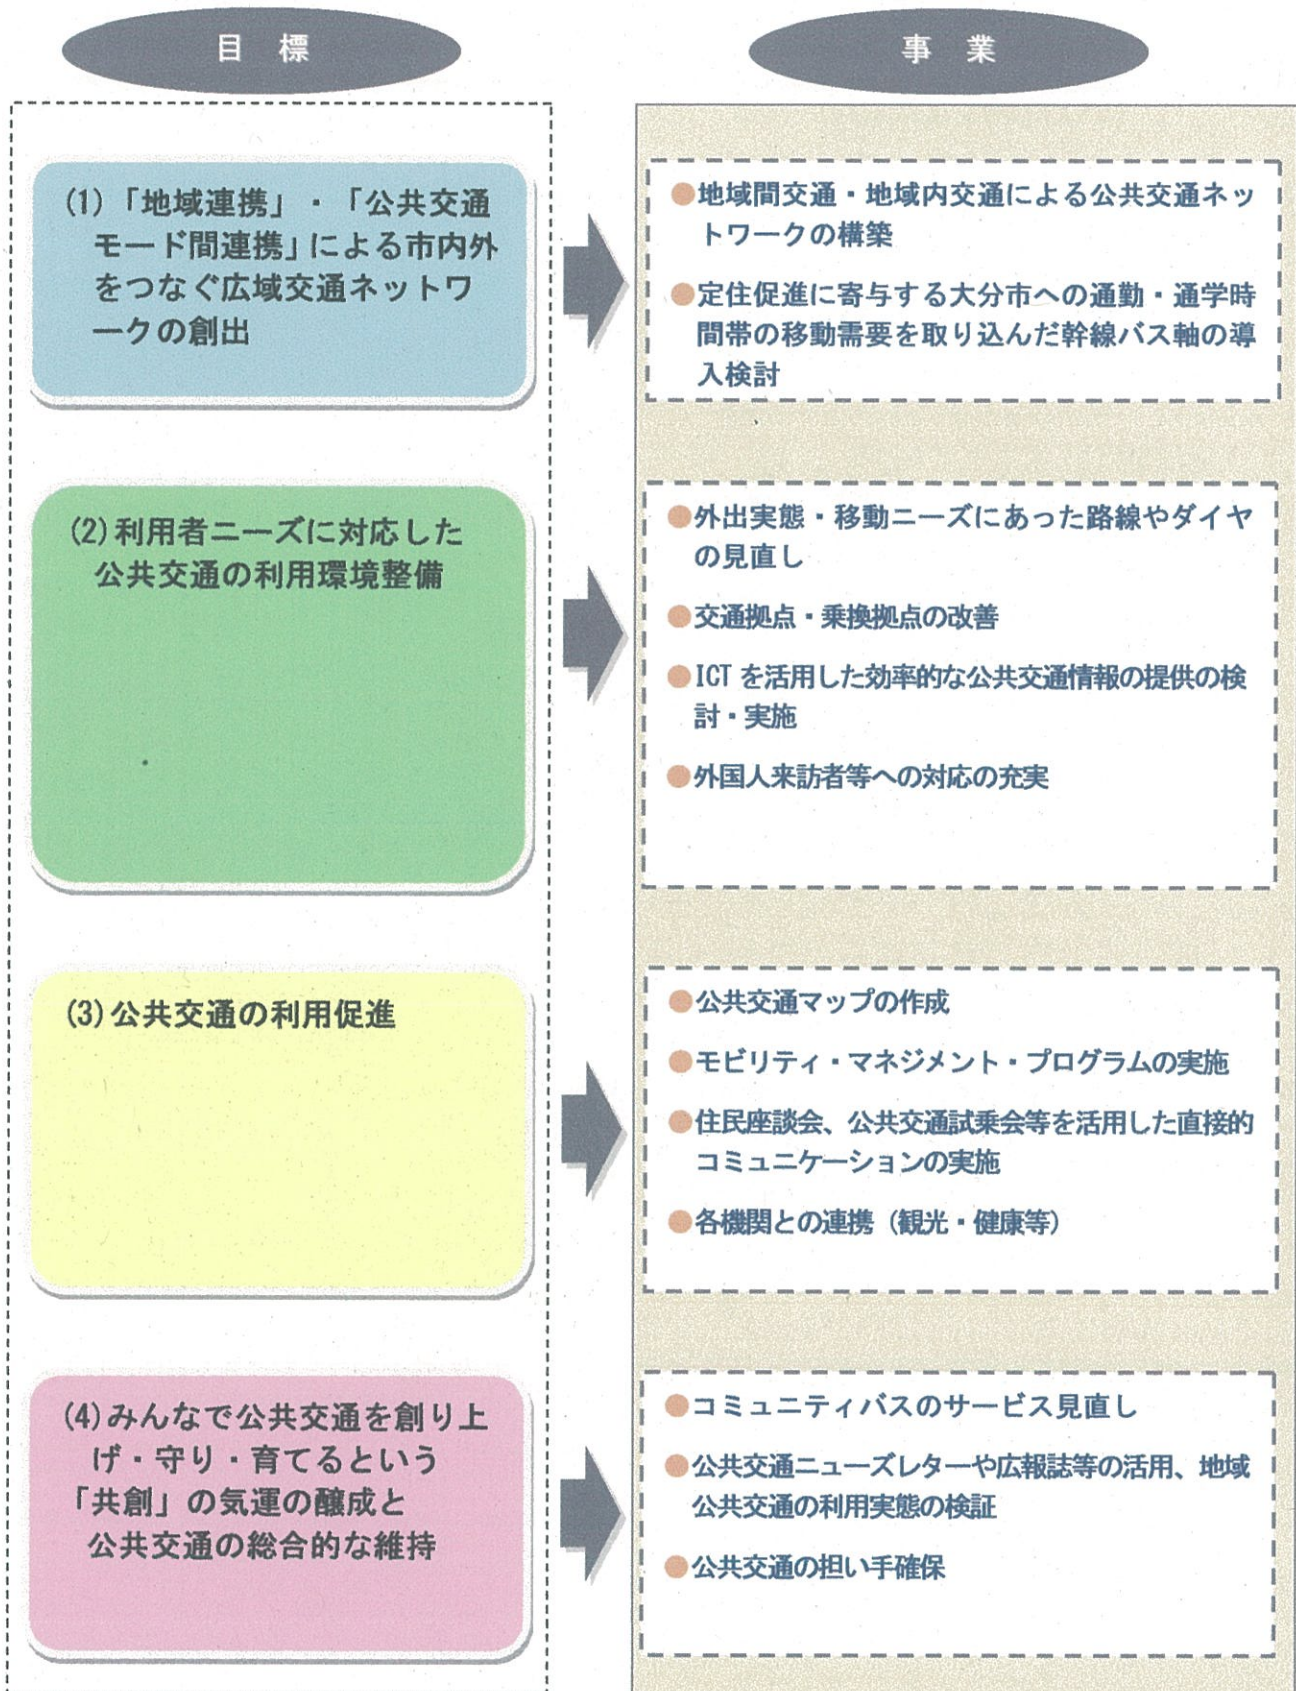 目 標
事 業
(1)「地域連携」・「公共交通
モード間連携」による市内外
をつなぐ広域交通ネットワ
ークの創出
●地域間交通・地域内交通による公共交通ネッ
トワークの構築
●定住促進に寄与する大分市への通勤・通学時
間帯の移動需要を取り込んだ幹線バス軸の導
入検討
(2)利用者ニーズに対応した
公共交通の利用環境整備
●外出実態・移動ニーズにあった路線やダイヤ
の見直し
●交通拠点・乗換拠点の改善
●ICTを活用した効率的な公共交通情報の提供の検
討・実施
●外国人来訪者等への対応の充実
(3)公共交通の利用促進
●公共交通マップの作成
●モビリティ・マネジメント・プログラムの実施
●住民座談会、公共交通試乗会等を活用した直接的
コミュニケーションの実施
●各機関との連携（観光・健康等）
(4)みんなで公共交通を創り上
げ・守り・育てるという
「共創」の気運の醸成と
公共交通の総合的な維持
●コミュニティバスのサービス見直し
●公共交通ニューズレターや広報誌等の活用、地域
公共交通の利用実態の検証
●公共交通の担い手確保